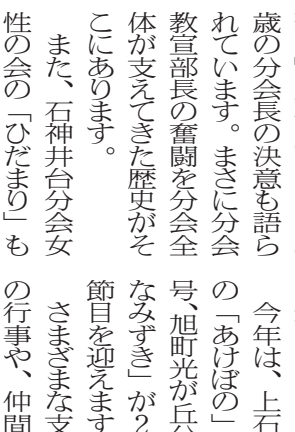 歳の分会長の決意も語ら
れています。まさに分会
教宣部長の奮闘を分会全
体が支えてきた歴史がそ
こにあります。
また、石神井台分会女
性の会の「ひだまり」も
今年は、上石
の「あけぼの」
号、旭町光が丘
なみずき」が２
節目を迎えます
さまざまな支
の行事や、仲間